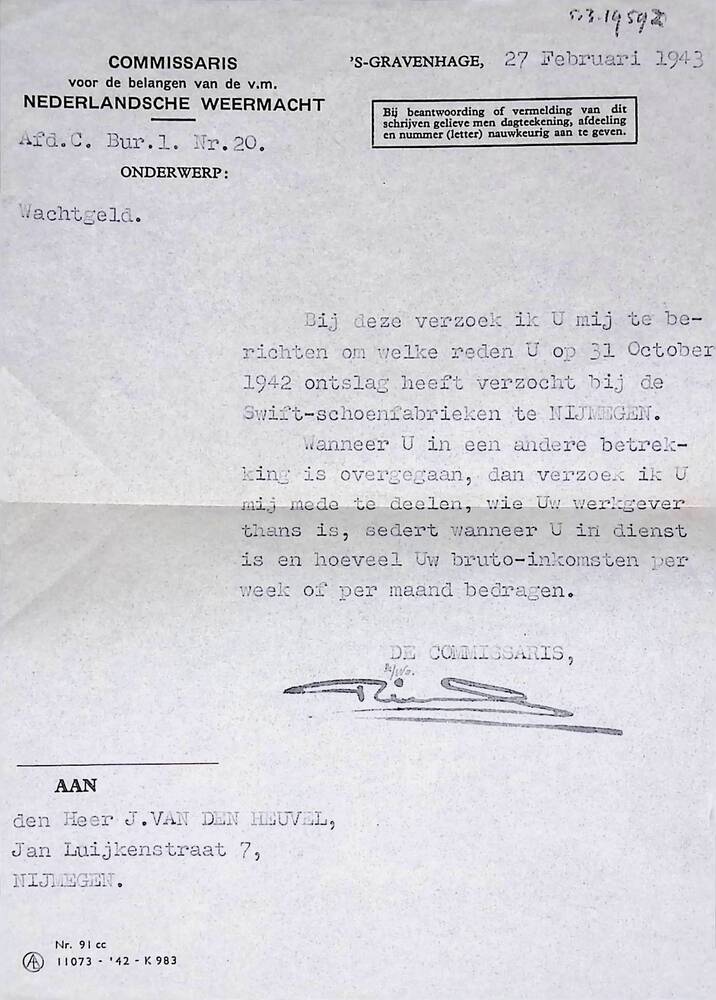 COMMISSARIS
voor de belangen van de v.m.
NEDERLANDSCHE WEERMACHT
Afd.C. Bur.1. Nr.20.
ONDERWERP:
Wachtgeld.
'S-GRAVENHAGE, 27 Februari 1943
Bij beantwoording of vermelding van dit
schrijven gelieve men dagteekening, afdeeling
en nummer (letter) nauwkeurig aan te geven.
Bij deze verzoek ik U mij te be-
richten om welke reden U op 31 October
1942 ontslag heeft verzocht bij de
Swift-schoenfabrieken te NIJMEGEN.
Wanneer U in een andere betrek-
king is overgegaan, dan verzoek ik U
mij mede te deelen, wie Uw werkgever
thans is, sedert wanneer U in dienst
is en hoeveel Uw bruto-inkomsten per
week of per maand bedragen.
DE COMMISSARIS,
AAN
den Heer J.VAN DEN HEUVEL,
Jan Luijkenstraat 7,
NIJMEGEN.
Nr. 91 cc
11073 - '42 - K 983